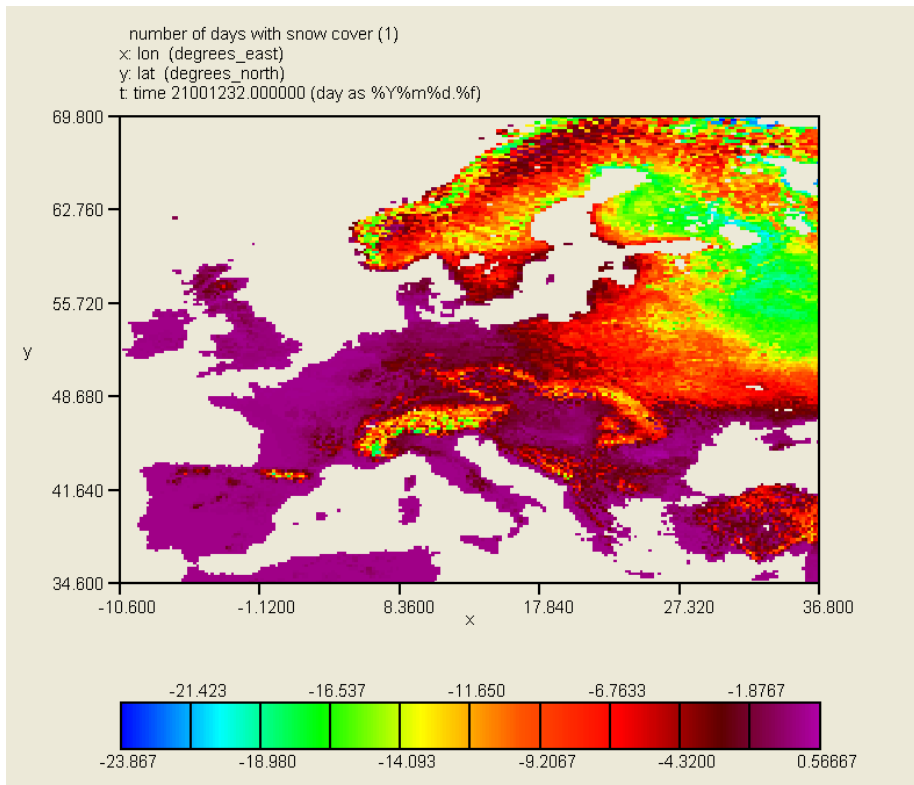 number of days with snow cover (1)
x: lon (degrees_east)
y: lat (degrees_north)
t: time 21001232.000000 (day as %Y%m%d.%f)
69.800
62.760
55.720
y
48.680
41.640
34.600
-10.600 -1.1200 8.3600 17.840 27.320 36.800
x
-21.423 -16.537 -11.650 -6.7633 -1.8767
-23.867 -18.980 -14.093 -9.2067 -4.3200 0.56667